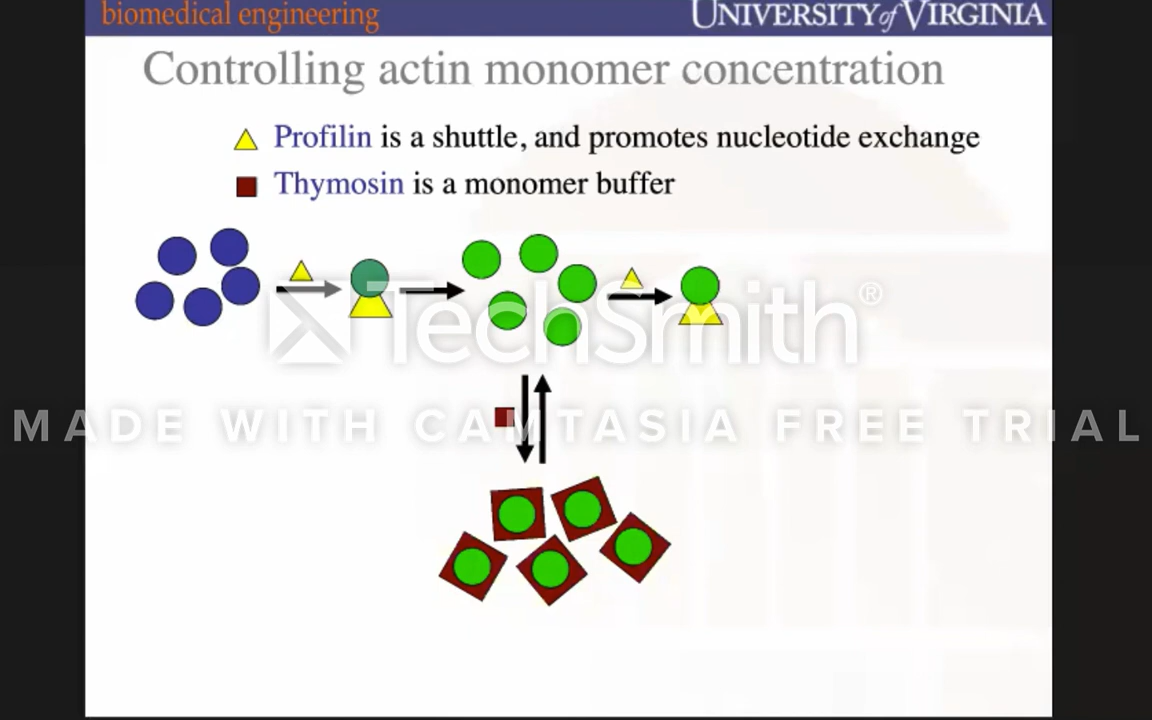 biomedical engineering
UNIVERSITY of VIRGINIA
Controlling actin monomer concentration
Profilin is a shuttle, and promotes nucleotide exchange
Thymosin is a monomer buffer
TechSmith®
MADE WITH CAMTASIA FREE TRIAL